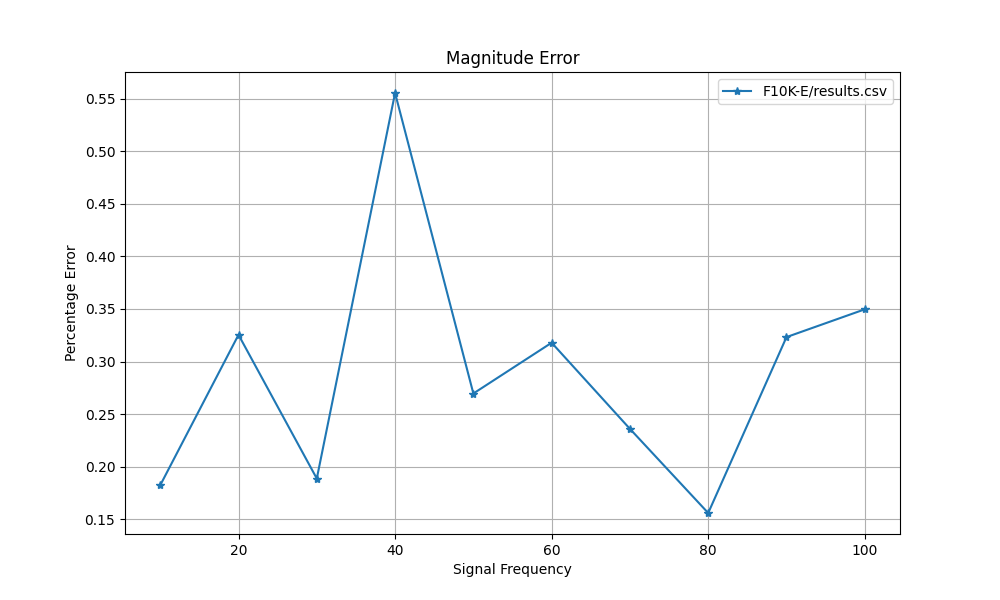 Magnitude Error
F10K-E/results.csv
0.55
0.50
0.45
0.40
0.35
0.30
0.25
0.20
0.15
Percentage Error
20 40 60 80 100
Signal Frequency